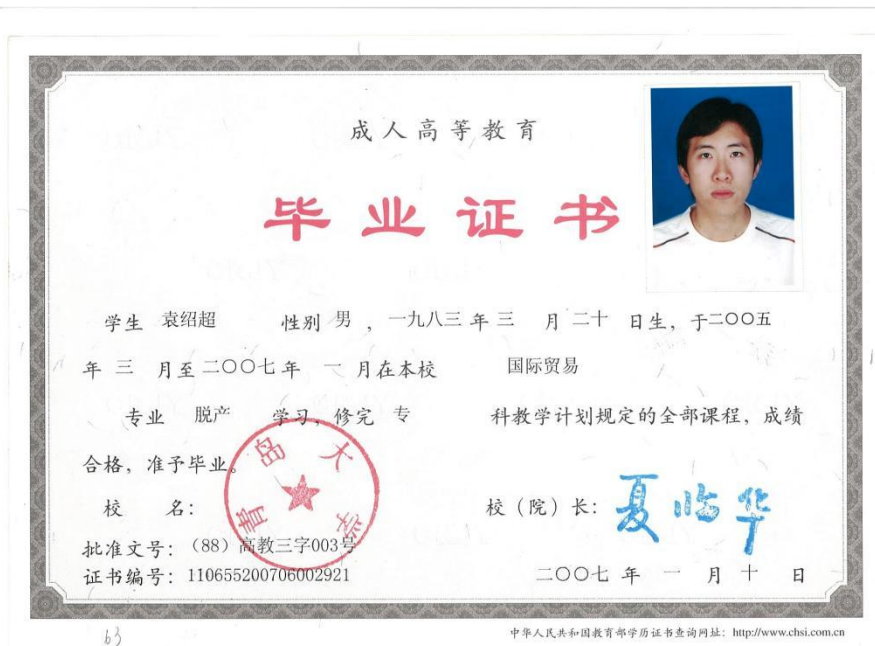 成人高等教育
毕业证书
学生 袁绍超 性别 男 ，一九八三 年 三 月 二十 日生，于二〇〇五
年 三 月至 二〇〇七 年 一 月在本校 国际贸易
专业 脱产 学习，修完 专 科教学计划规定的全部课程，成绩
合格，准予毕业。
青岛大学
校 名： 校（院）长：夏临华
批准文号：（88）高教三字003号
证书编号：110655200706002921 二〇〇七 年 一 月 十 日
63
中华人民共和国教育部学历证书查询网址：http://www.chsi.com.cn